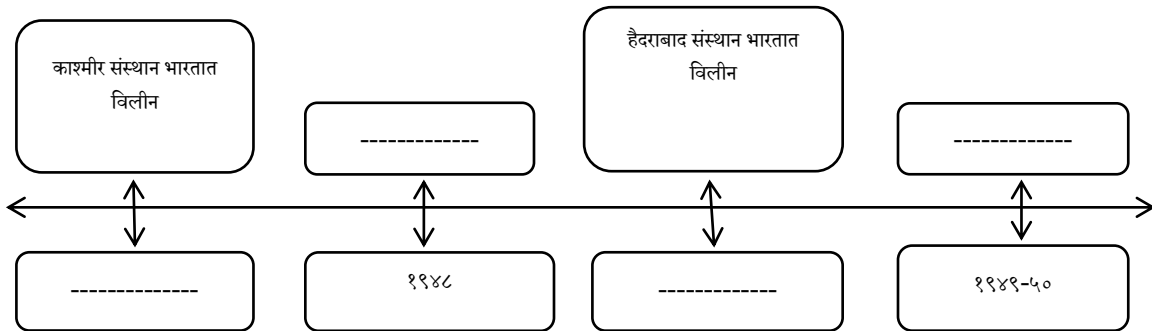 काश्मीर संस्थान भारतात
विलीन
-------------
हैदराबाद संस्थान भारतात
विलीन
-------------
--------------
१९४८
-------------
१९४९-५०